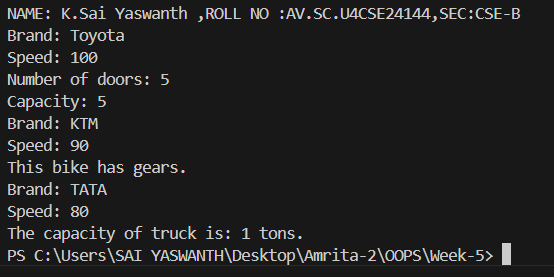 NAME: K.Sai Yaswanth ,ROLL NO :AV.SC.U4CSE24144,SEC:CSE-B
Brand: Toyota
Speed: 100
Number of doors: 5
Capacity: 5
Brand: KTM
Speed: 90
This bike has gears.
Brand: TATA
Speed: 80
The capacity of truck is: 1 tons.
PS C:\Users\SAI YASWANTH\Desktop\Amrita-2\OOPS\Week-5>